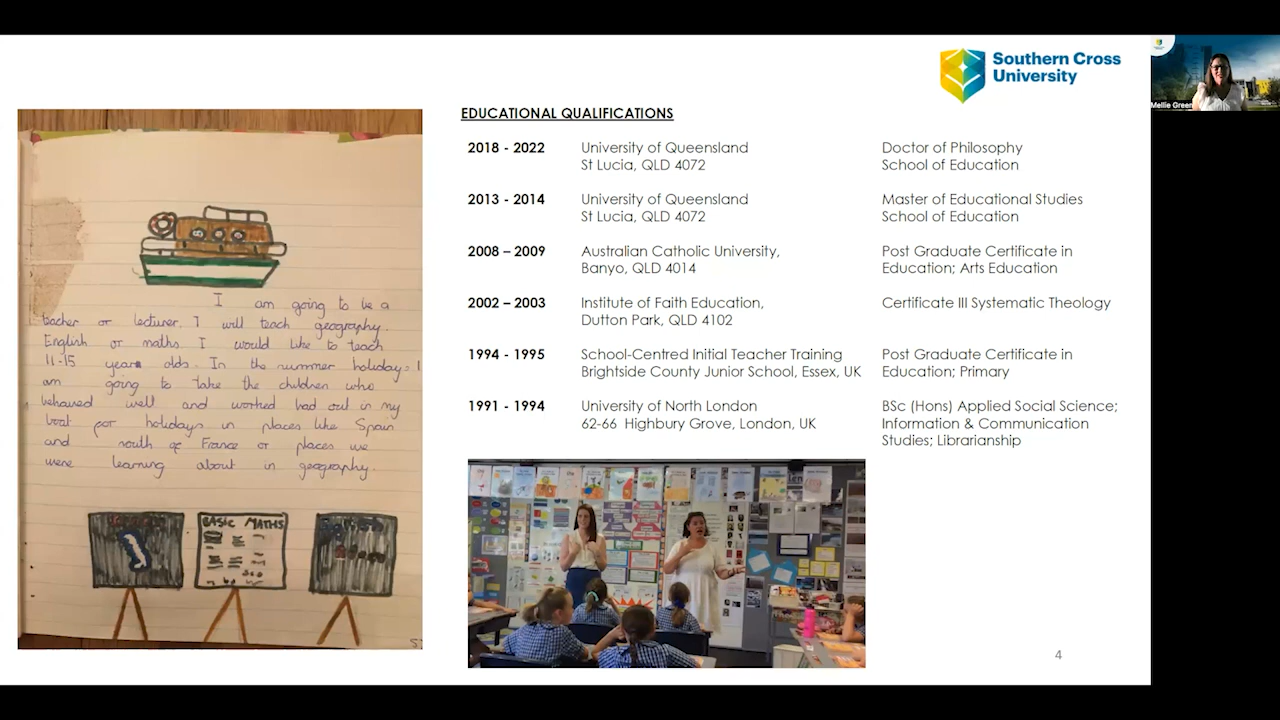 Southern Cross
University
Mellie Green
EDUCATIONAL QUALIFICATIONS
2018 - 2022 University of Queensland Doctor of Philosophy
St Lucia, QLD 4072 School of Education
2013 - 2014 University of Queensland Master of Educational Studies
St Lucia, QLD 4072 School of Education
2008 – 2009 Australian Catholic University, Post Graduate Certificate in
Banyo, QLD 4014 Education; Arts Education
2002 – 2003 Institute of Faith Education, Certificate III Systematic Theology
Dutton Park, QLD 4102
1994 - 1995 School-Centred Initial Teacher Training Post Graduate Certificate in
Brightside County Junior School, Essex, UK Education; Primary
1991 - 1994 University of North London BSc (Hons) Applied Social Science;
62-66 Highbury Grove, London, UK Information & Communication
Studies; Librarianship
I am going to be a
teacher or lecturer. I will teach geography
English or maths. I would like to teach
11-15 years olds. In the summer holidays I
am going to take the children who
behaved well and worked had out in my
boat for holidays in places like Spain
and south of France or places we
were learning about in geography.
BASIC MATHS
4